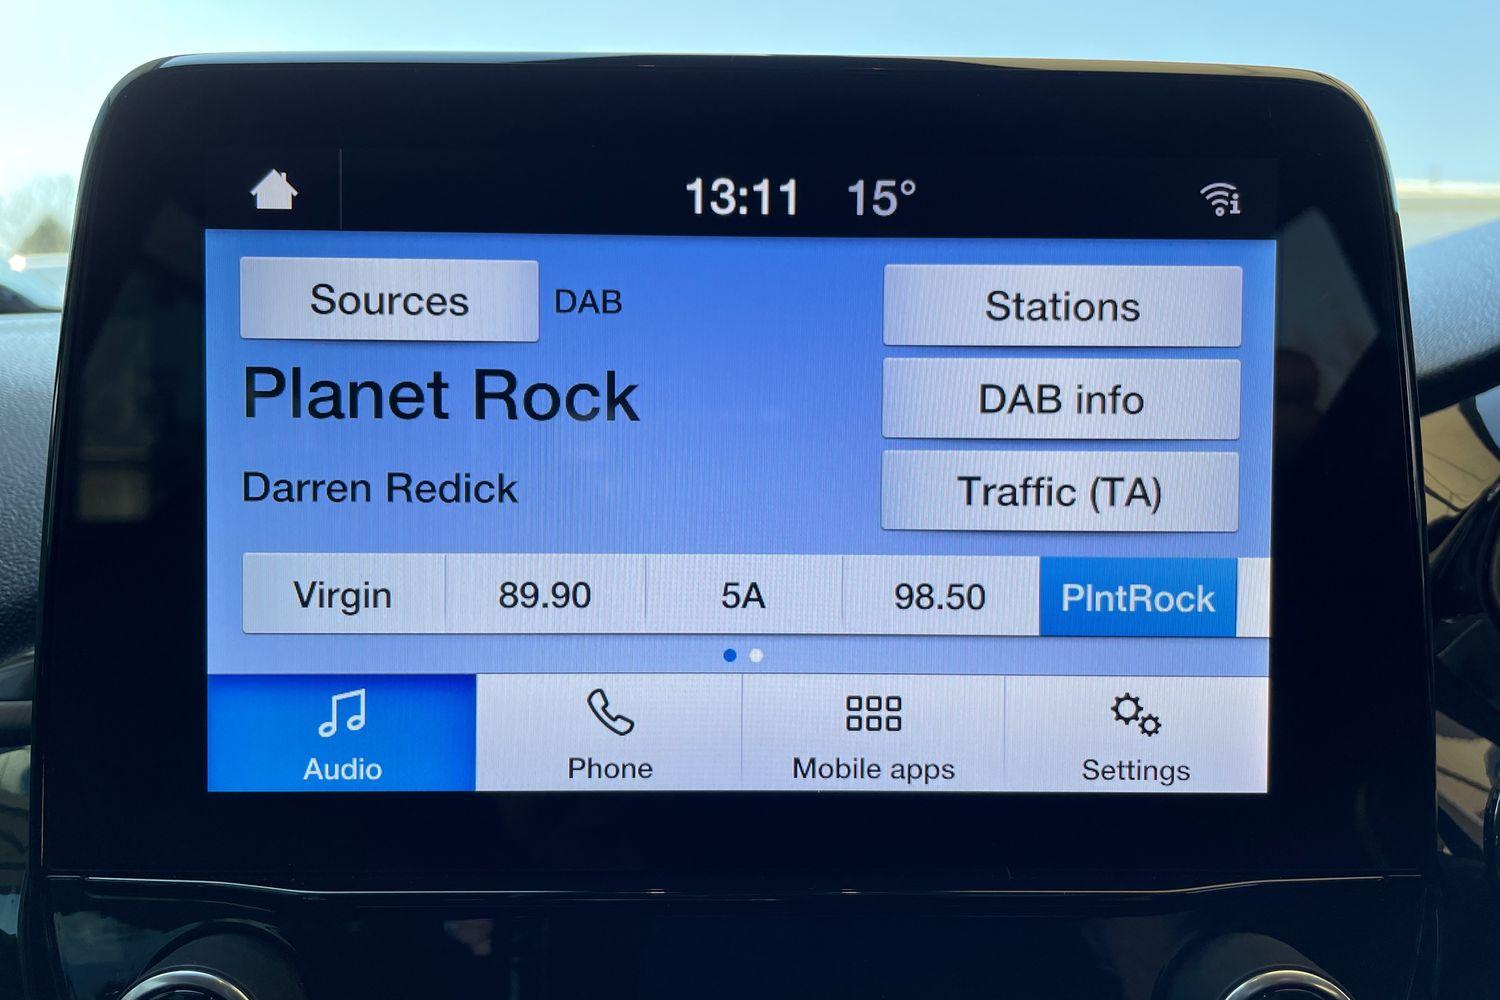 13:11 15°
Sources DAB Stations
Planet Rock DAB info
Darren Redick Traffic (TA)
Virgin 89.90 5A 98.50 PlntRock
Audio Phone Mobile apps Settings